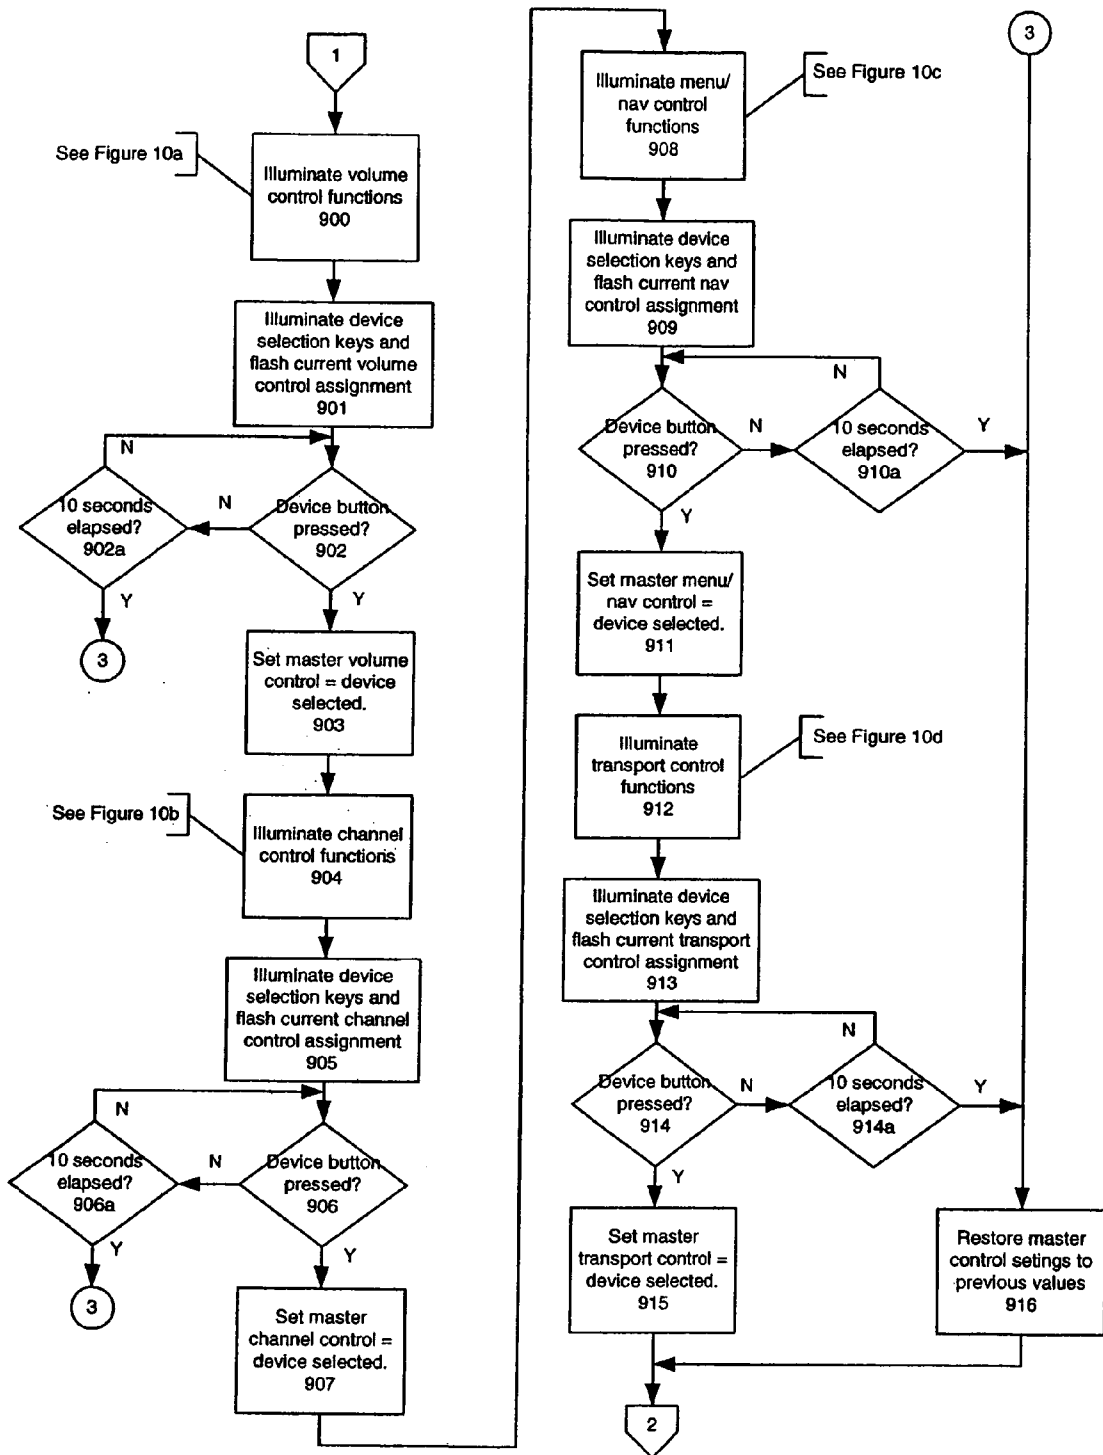 1
See Figure 10a
Illuminate volume
control functions
900
Illuminate device
selection keys and
flash current volume
control assignment
901
N
10 seconds
elapsed?
902a
N
Device button
pressed?
902
Y
Y
3
Set master volume
control = device
selected.
903
See Figure 10b
Illuminate channel
control functions
904
Illuminate device
selection keys and
flash current channel
control assignment
905
N
10 seconds
elapsed?
906a
N
Device button
pressed?
906
Y
Y
3
Set master
channel control =
device selected.
907
Illuminate menu/
nav control
functions
908
See Figure 10c
3
Illuminate device
selection keys and
flash current nav
control assignment
909
N
Device button
pressed?
910
N
10 seconds
elapsed?
910a
Y
Y
Set master menu/
nav control =
device selected.
911
Illuminate
transport control
functions
912
See Figure 10d
Illuminate device
selection keys and
flash current transport
control assignment
913
N
Device button
pressed?
914
N
10 seconds
elapsed?
914a
Y
Y
Set master
transport control =
device selected.
915
Restore master
control setings to
previous values
916
2